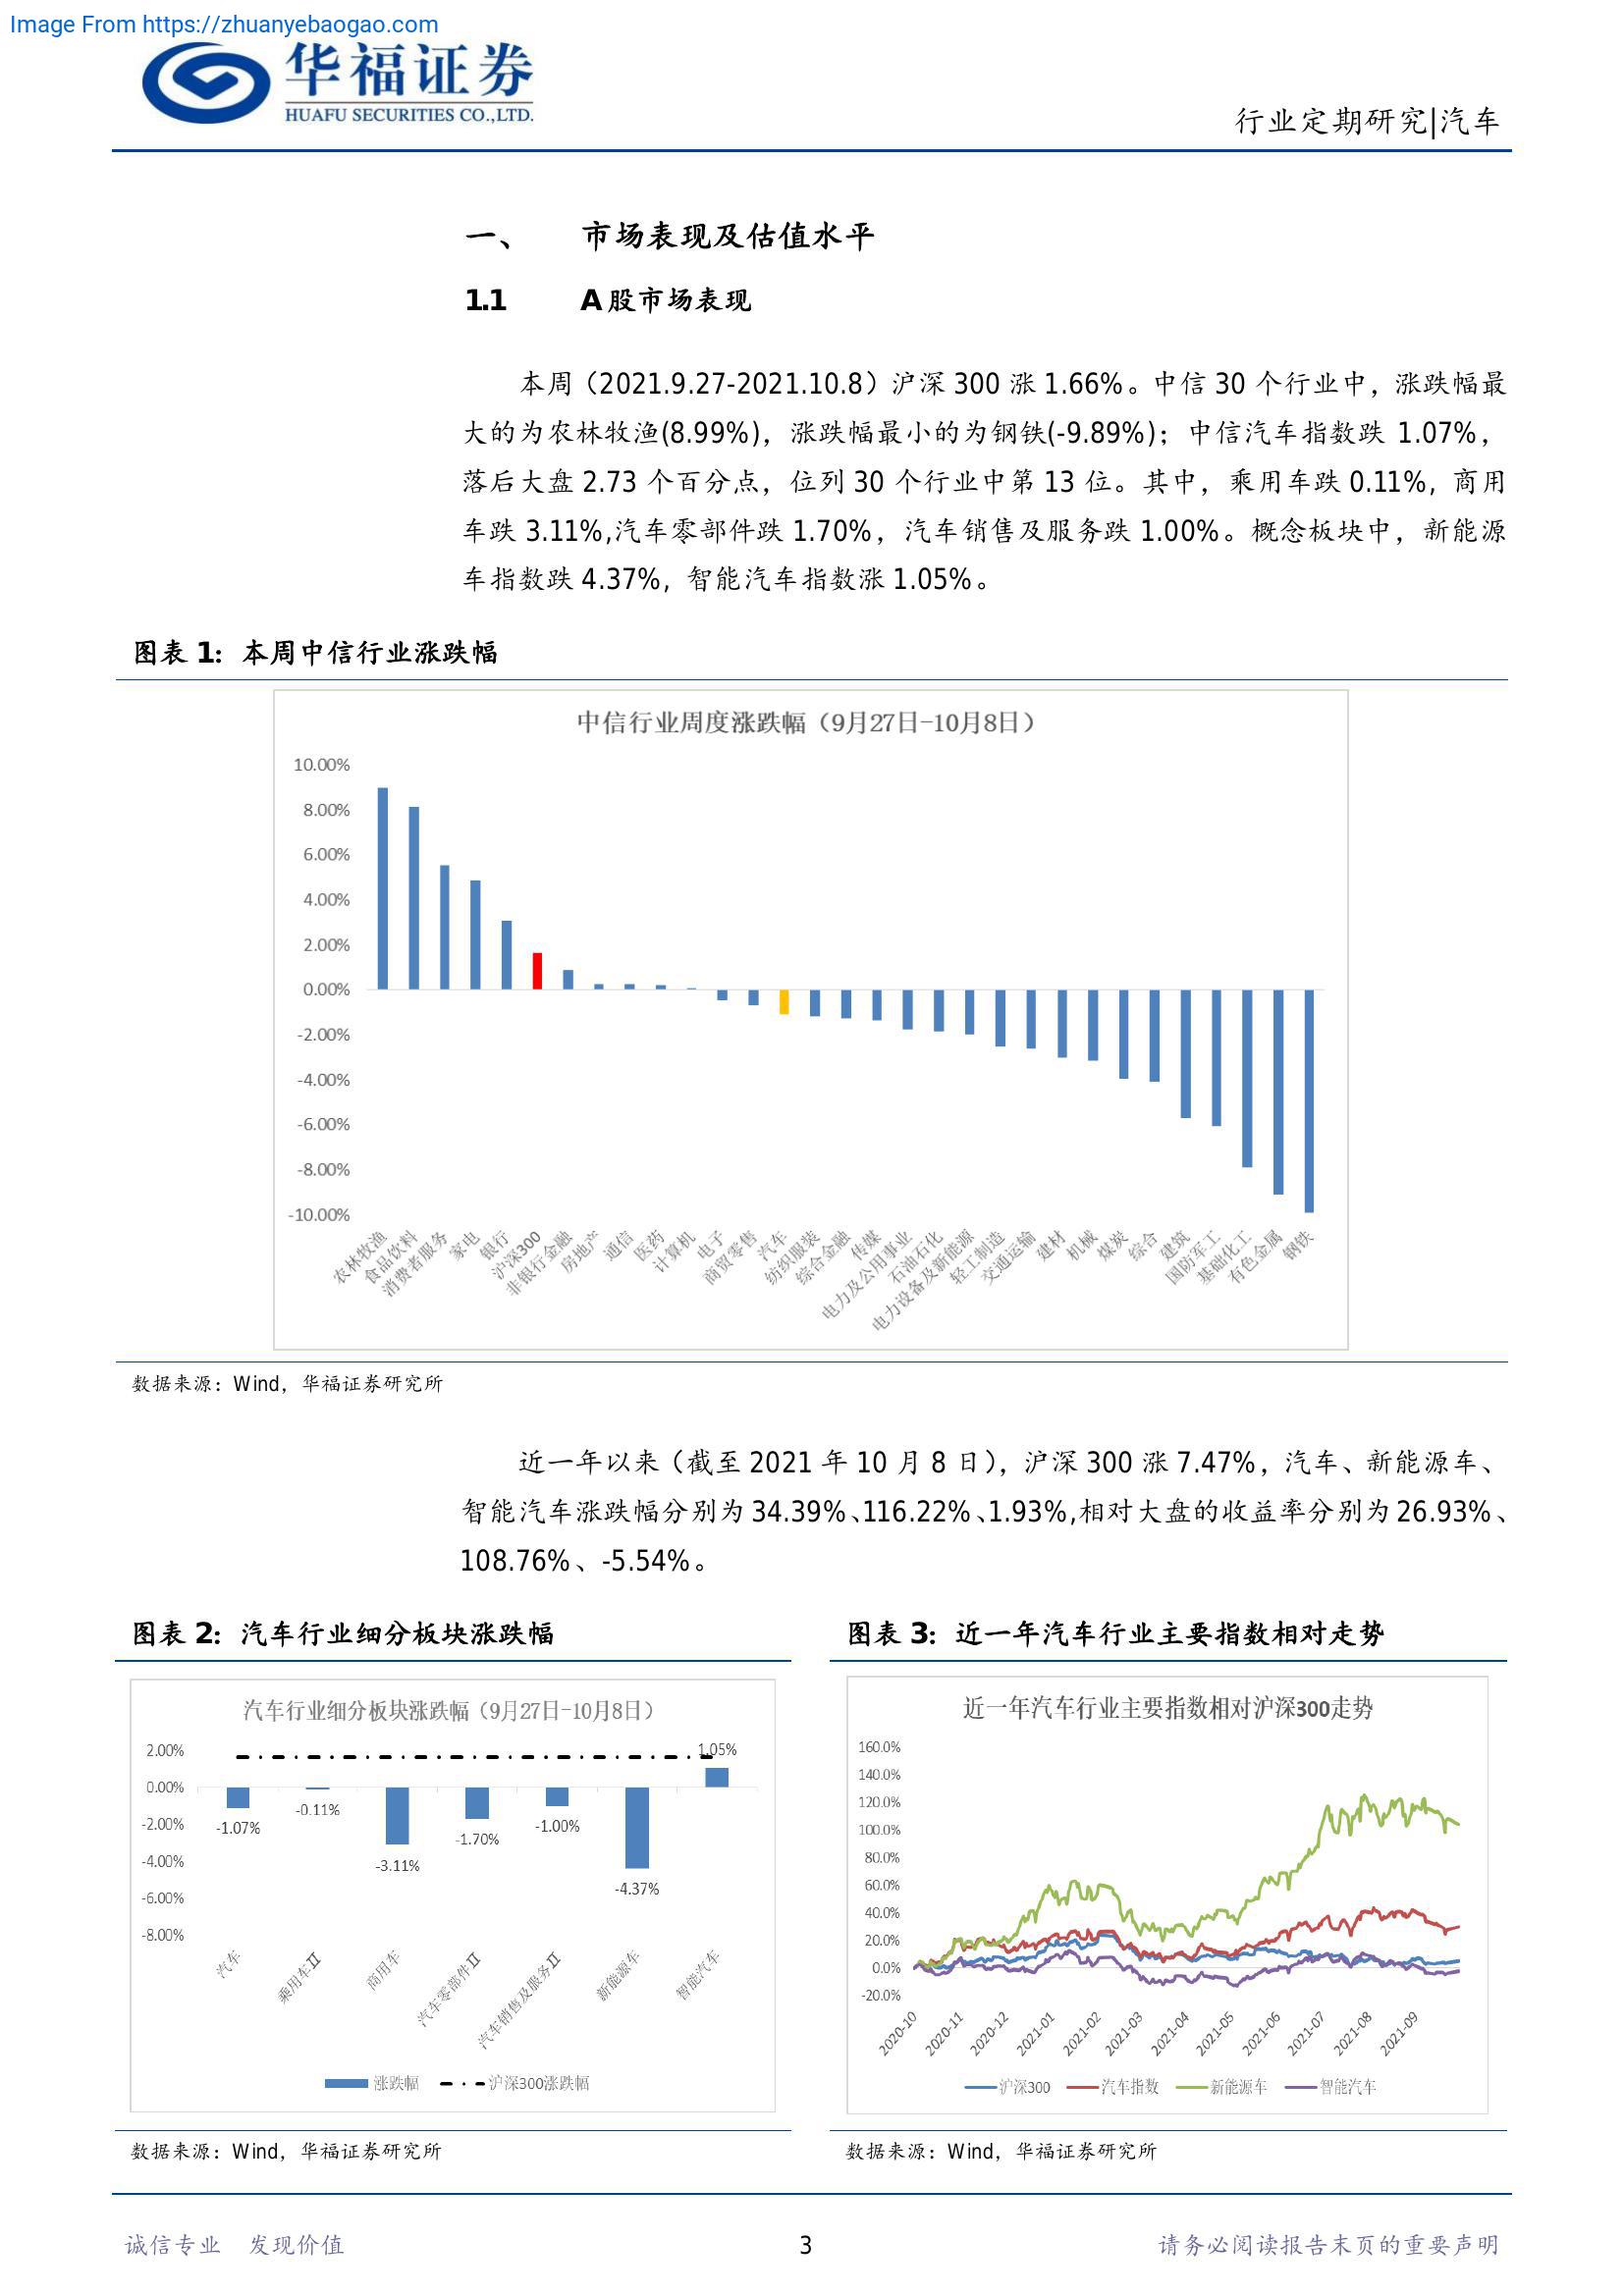 Image From https://zhuanyebaogao.com
华福证券
HUAFU SECURITIES CO.,LTD.
行业定期研究|汽车
一、 市场表现及估值水平
1.1 A股市场表现
本周（2021.9.27-2021.10.8）沪深 300 涨 1.66%。中信 30 个行业中，涨跌幅最
大的为农林牧渔(8.99%)，涨跌幅最小的为钢铁(-9.89%)；中信汽车指数跌 1.07%，
落后大盘 2.73 个百分点，位列 30 个行业中第 13 位。其中，乘用车跌 0.11%，商用
车跌 3.11%,汽车零部件跌 1.70%，汽车销售及服务跌 1.00%。概念板块中，新能源
车指数跌 4.37%，智能汽车指数涨 1.05%。
图表 1：本周中信行业涨跌幅
中信行业周度涨跌幅（9月27日-10月8日）
10.00%
8.00%
6.00%
4.00%
2.00%
0.00%
-2.00%
-4.00%
-6.00%
-8.00%
-10.00%
农林牧渔
食品饮料
消费者服务
家电
银行
沪深300
非银行金融
房地产
通信
医药
计算机
电子
商贸零售
汽车
纺织服装
综合金融
传媒
电力及公用事业
石油石化
电力设备及新能源
轻工制造
交通运输
建材
机械
煤炭
综合
建筑
国防军工
基础化工
有色金属
钢铁
数据来源：Wind，华福证券研究所
近一年以来（截至 2021 年 10 月 8 日），沪深 300 涨 7.47%，汽车、新能源车、
智能汽车涨跌幅分别为 34.39%、116.22%、1.93%,相对大盘的收益率分别为 26.93%、
108.76%、-5.54%。
图表 2：汽车行业细分板块涨跌幅
汽车行业细分板块涨跌幅（9月27日-10月8日）
2.00%
0.00%
-2.00%
-4.00%
-6.00%
-8.00%
-1.07%
-0.11%
-3.11%
-1.70%
-1.00%
-4.37%
1.05%
汽车
乘用车II
商用车
汽车零部件II
汽车销售及服务II
新能源车
智能汽车
涨跌幅 沪深300涨跌幅
数据来源：Wind，华福证券研究所
图表 3：近一年汽车行业主要指数相对走势
近一年汽车行业主要指数相对沪深300走势
160.0%
140.0%
120.0%
100.0%
80.0%
60.0%
40.0%
20.0%
0.0%
-20.0%
2020-10
2020-11
2020-12
2021-01
2021-02
2021-03
2021-04
2021-05
2021-06
2021-07
2021-08
2021-09
沪深300 汽车指数 新能源车 智能汽车
数据来源：Wind，华福证券研究所
诚信专业 发现价值
3
请务必阅读报告末页的重要声明